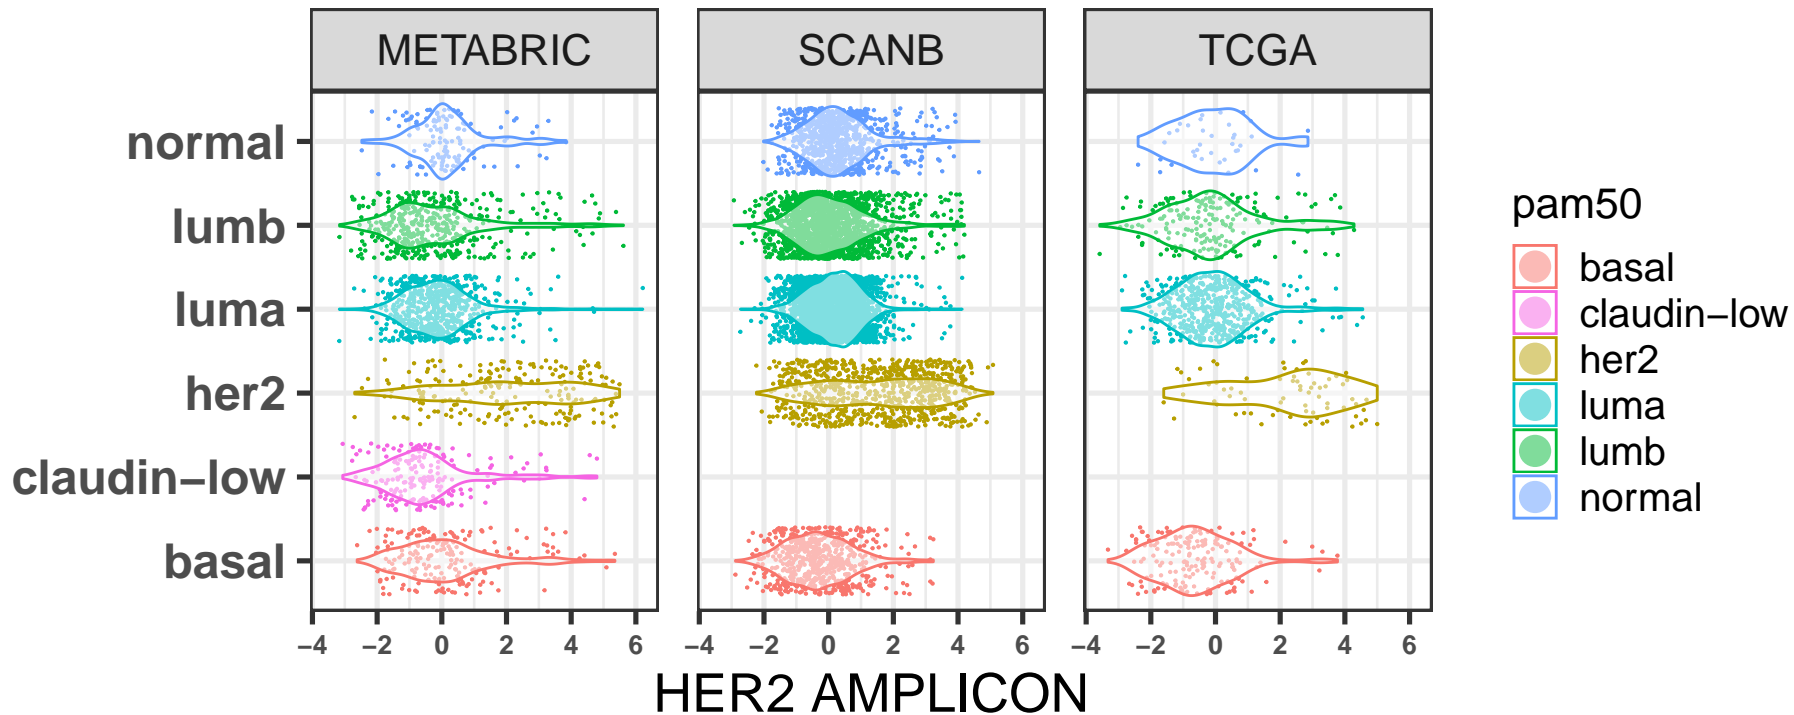 METABRIC SCANB TCGA
normal
lumb
luma
her2
claudin−low
basal
−4 −2 0 2 4 6 −4 −2 0 2 4 6 −4 −2 0 2 4 6
HER2 AMPLICON
pam50
basal
claudin−low
her2
luma
lumb
normal